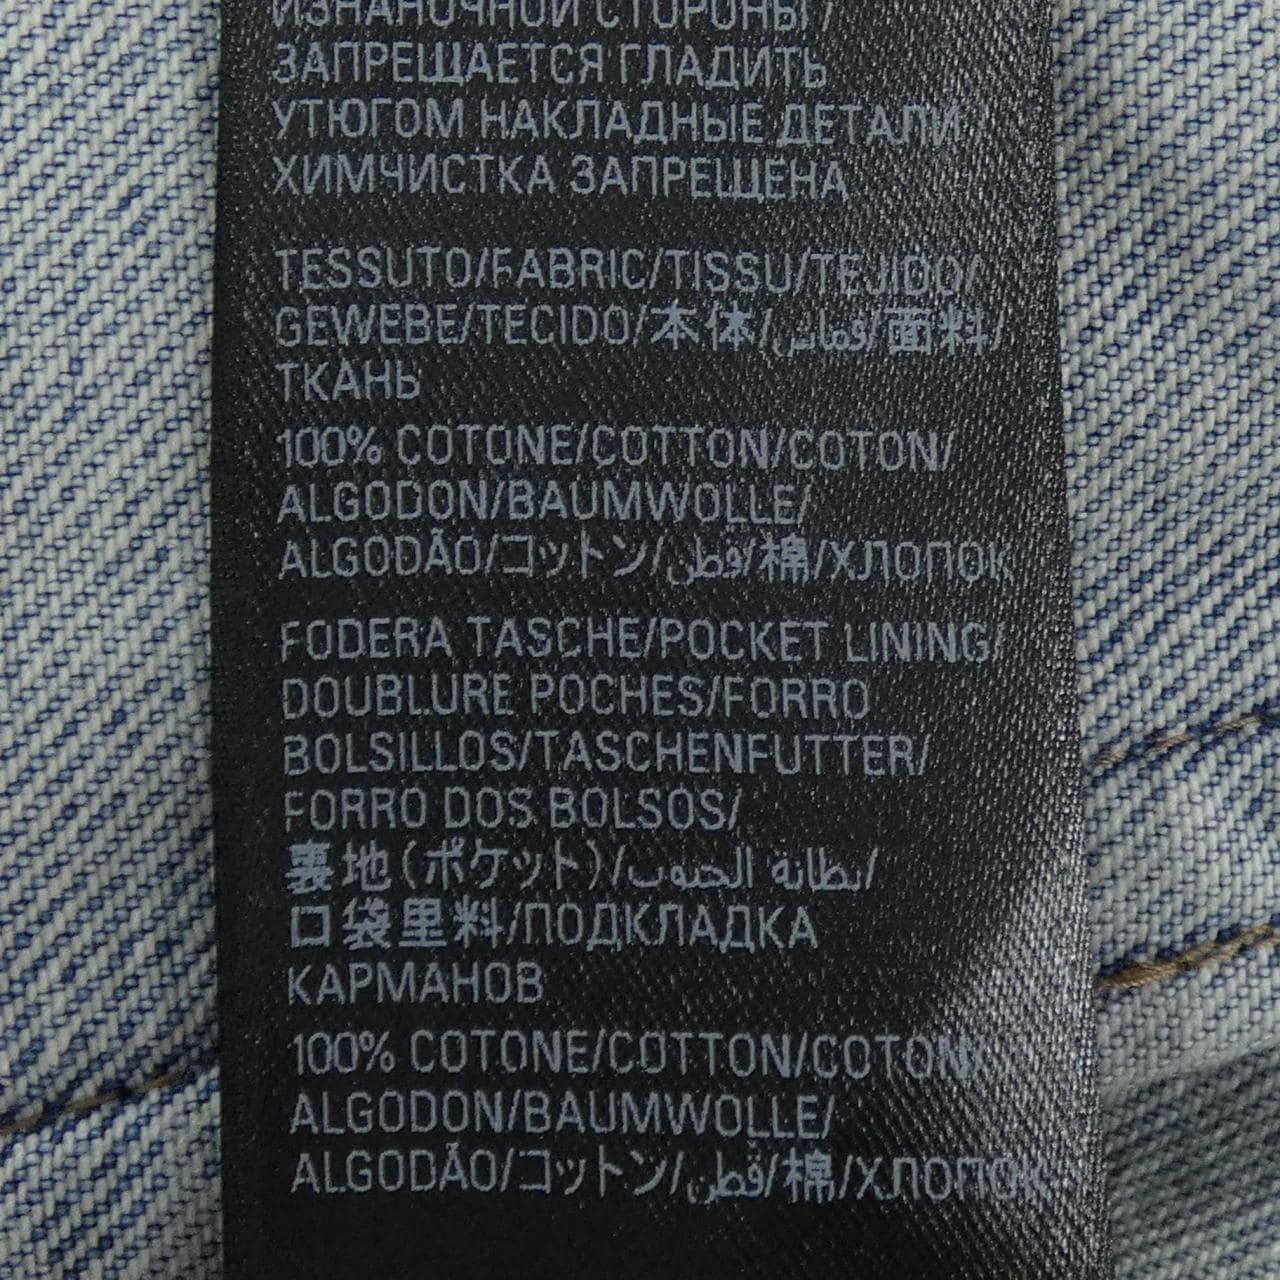 ИЗНАНОЧНОЙ СТОРОНЫ/
ЗАПРЕЩАЕТСЯ ГЛАДИТЬ
УТЮГОМ НАКЛАДНЫЕ ДЕТАЛИ/
ХИМЧИСТКА ЗАПРЕЩЕНА
TESSUTO/FABRIC/TISSU/TEJIDO/
GEWEBE/TECIDO/本体/قماش/面料/
ТКАНЬ
100% COTONE/COTTON/COTON/
ALGODON/BAUMWOLLE/
ALGODÃO/コットン/قطن/棉/ХЛОПОК
FODERA TASCHE/POCKET LINING/
DOUBLURE POCHES/FORRO
BOLSILLOS/TASCHENFUTTER/
FORRO DOS BOLSOS/
裏地(ポケット)/بطانة الجيوب/
口袋里料/ПОДКЛАДКА
КАРМАНОВ
100% COTONE/COTTON/COTON/
ALGODON/BAUMWOLLE/
ALGODÃO/コットン/قطن/棉/ХЛОПОК